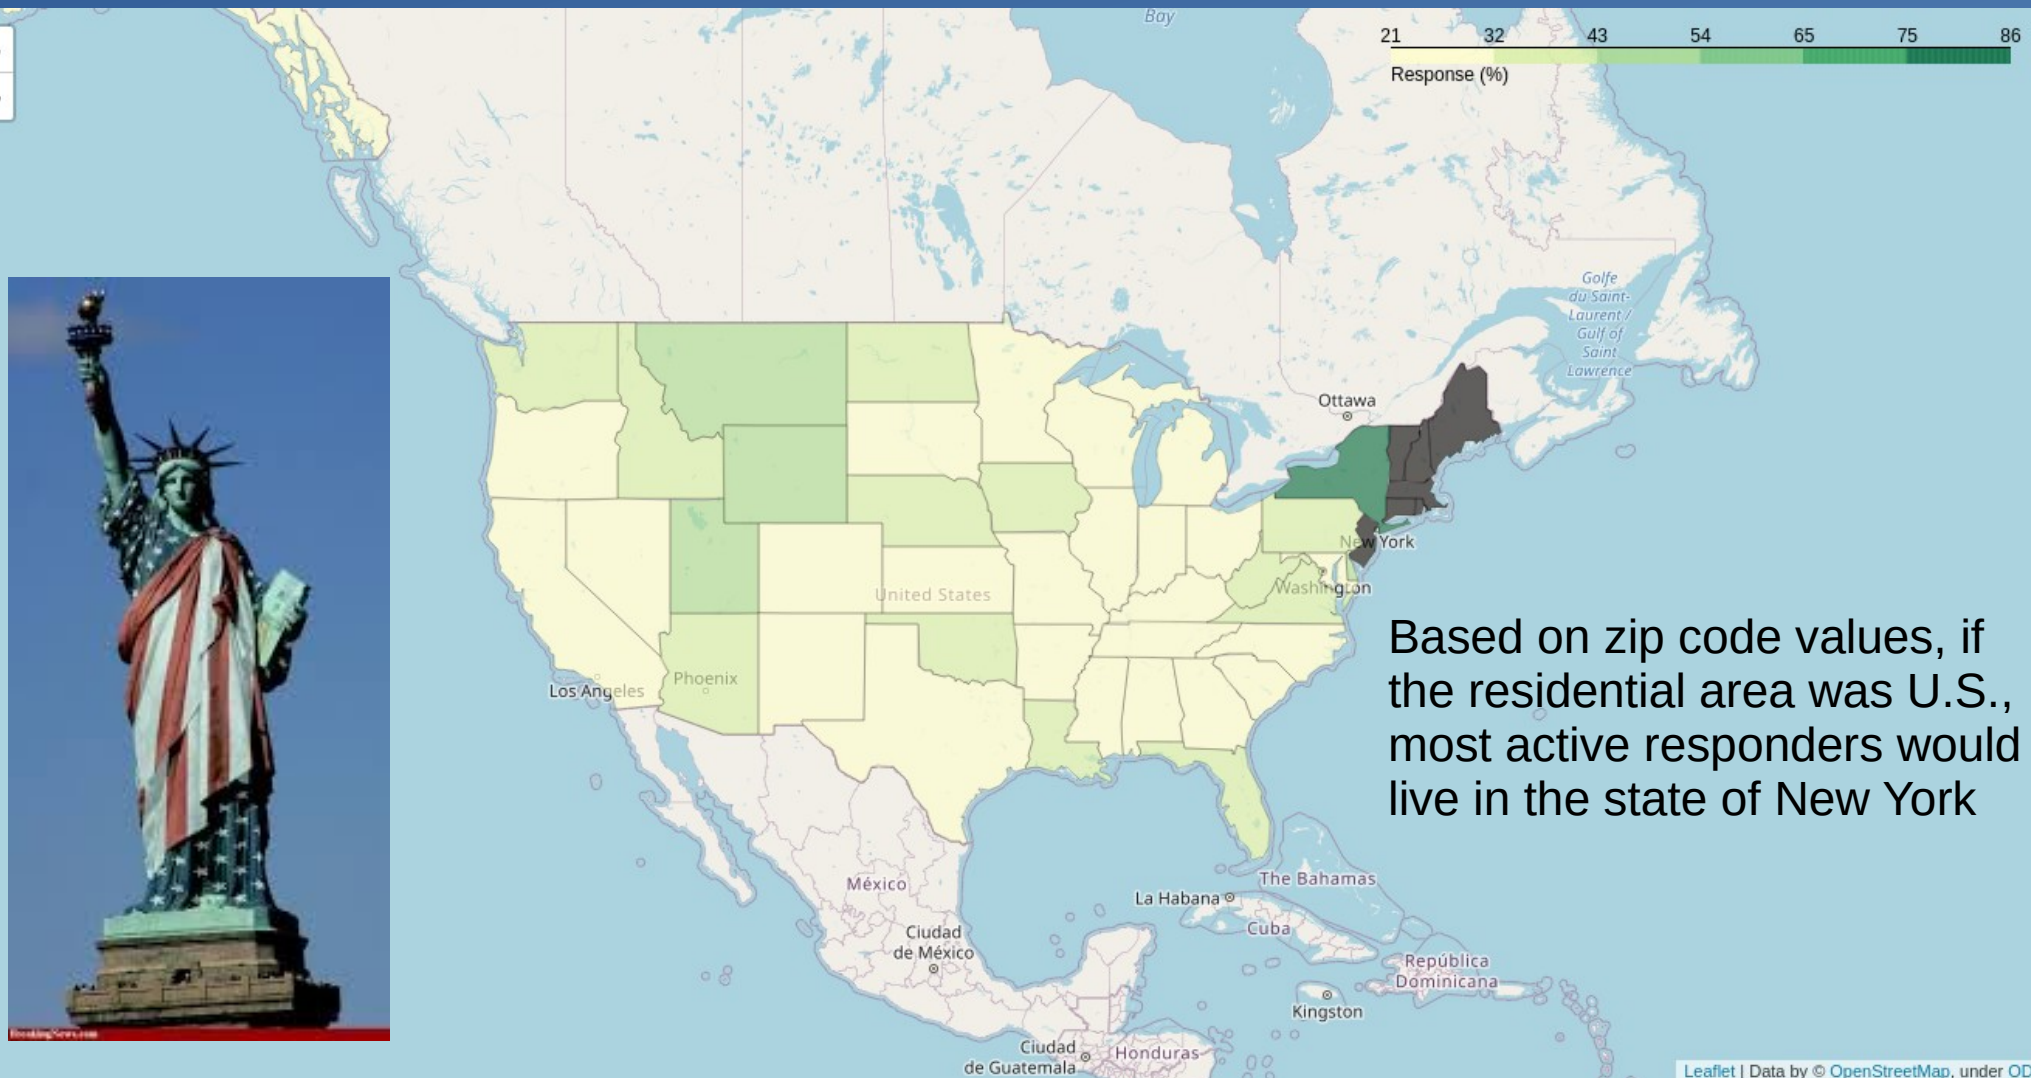 Bay
21 32 43 54 65 75 86
Response (%)
Golfe
du Saint-
Laurent /
Gulf of
Saint
Lawrence
Ottawa
New York
Washington
United States
Phoenix
Los Angeles
Based on zip code values, if
the residential area was U.S.,
most active responders would
live in the state of New York
México
The Bahamas
La Habana
Cuba
Ciudad
de México
República
Dominicana
Kingston
Ciudad
de Guatemala
Honduras
BreakingNews.com
Leaflet | Data by © OpenStreetMap, under OD